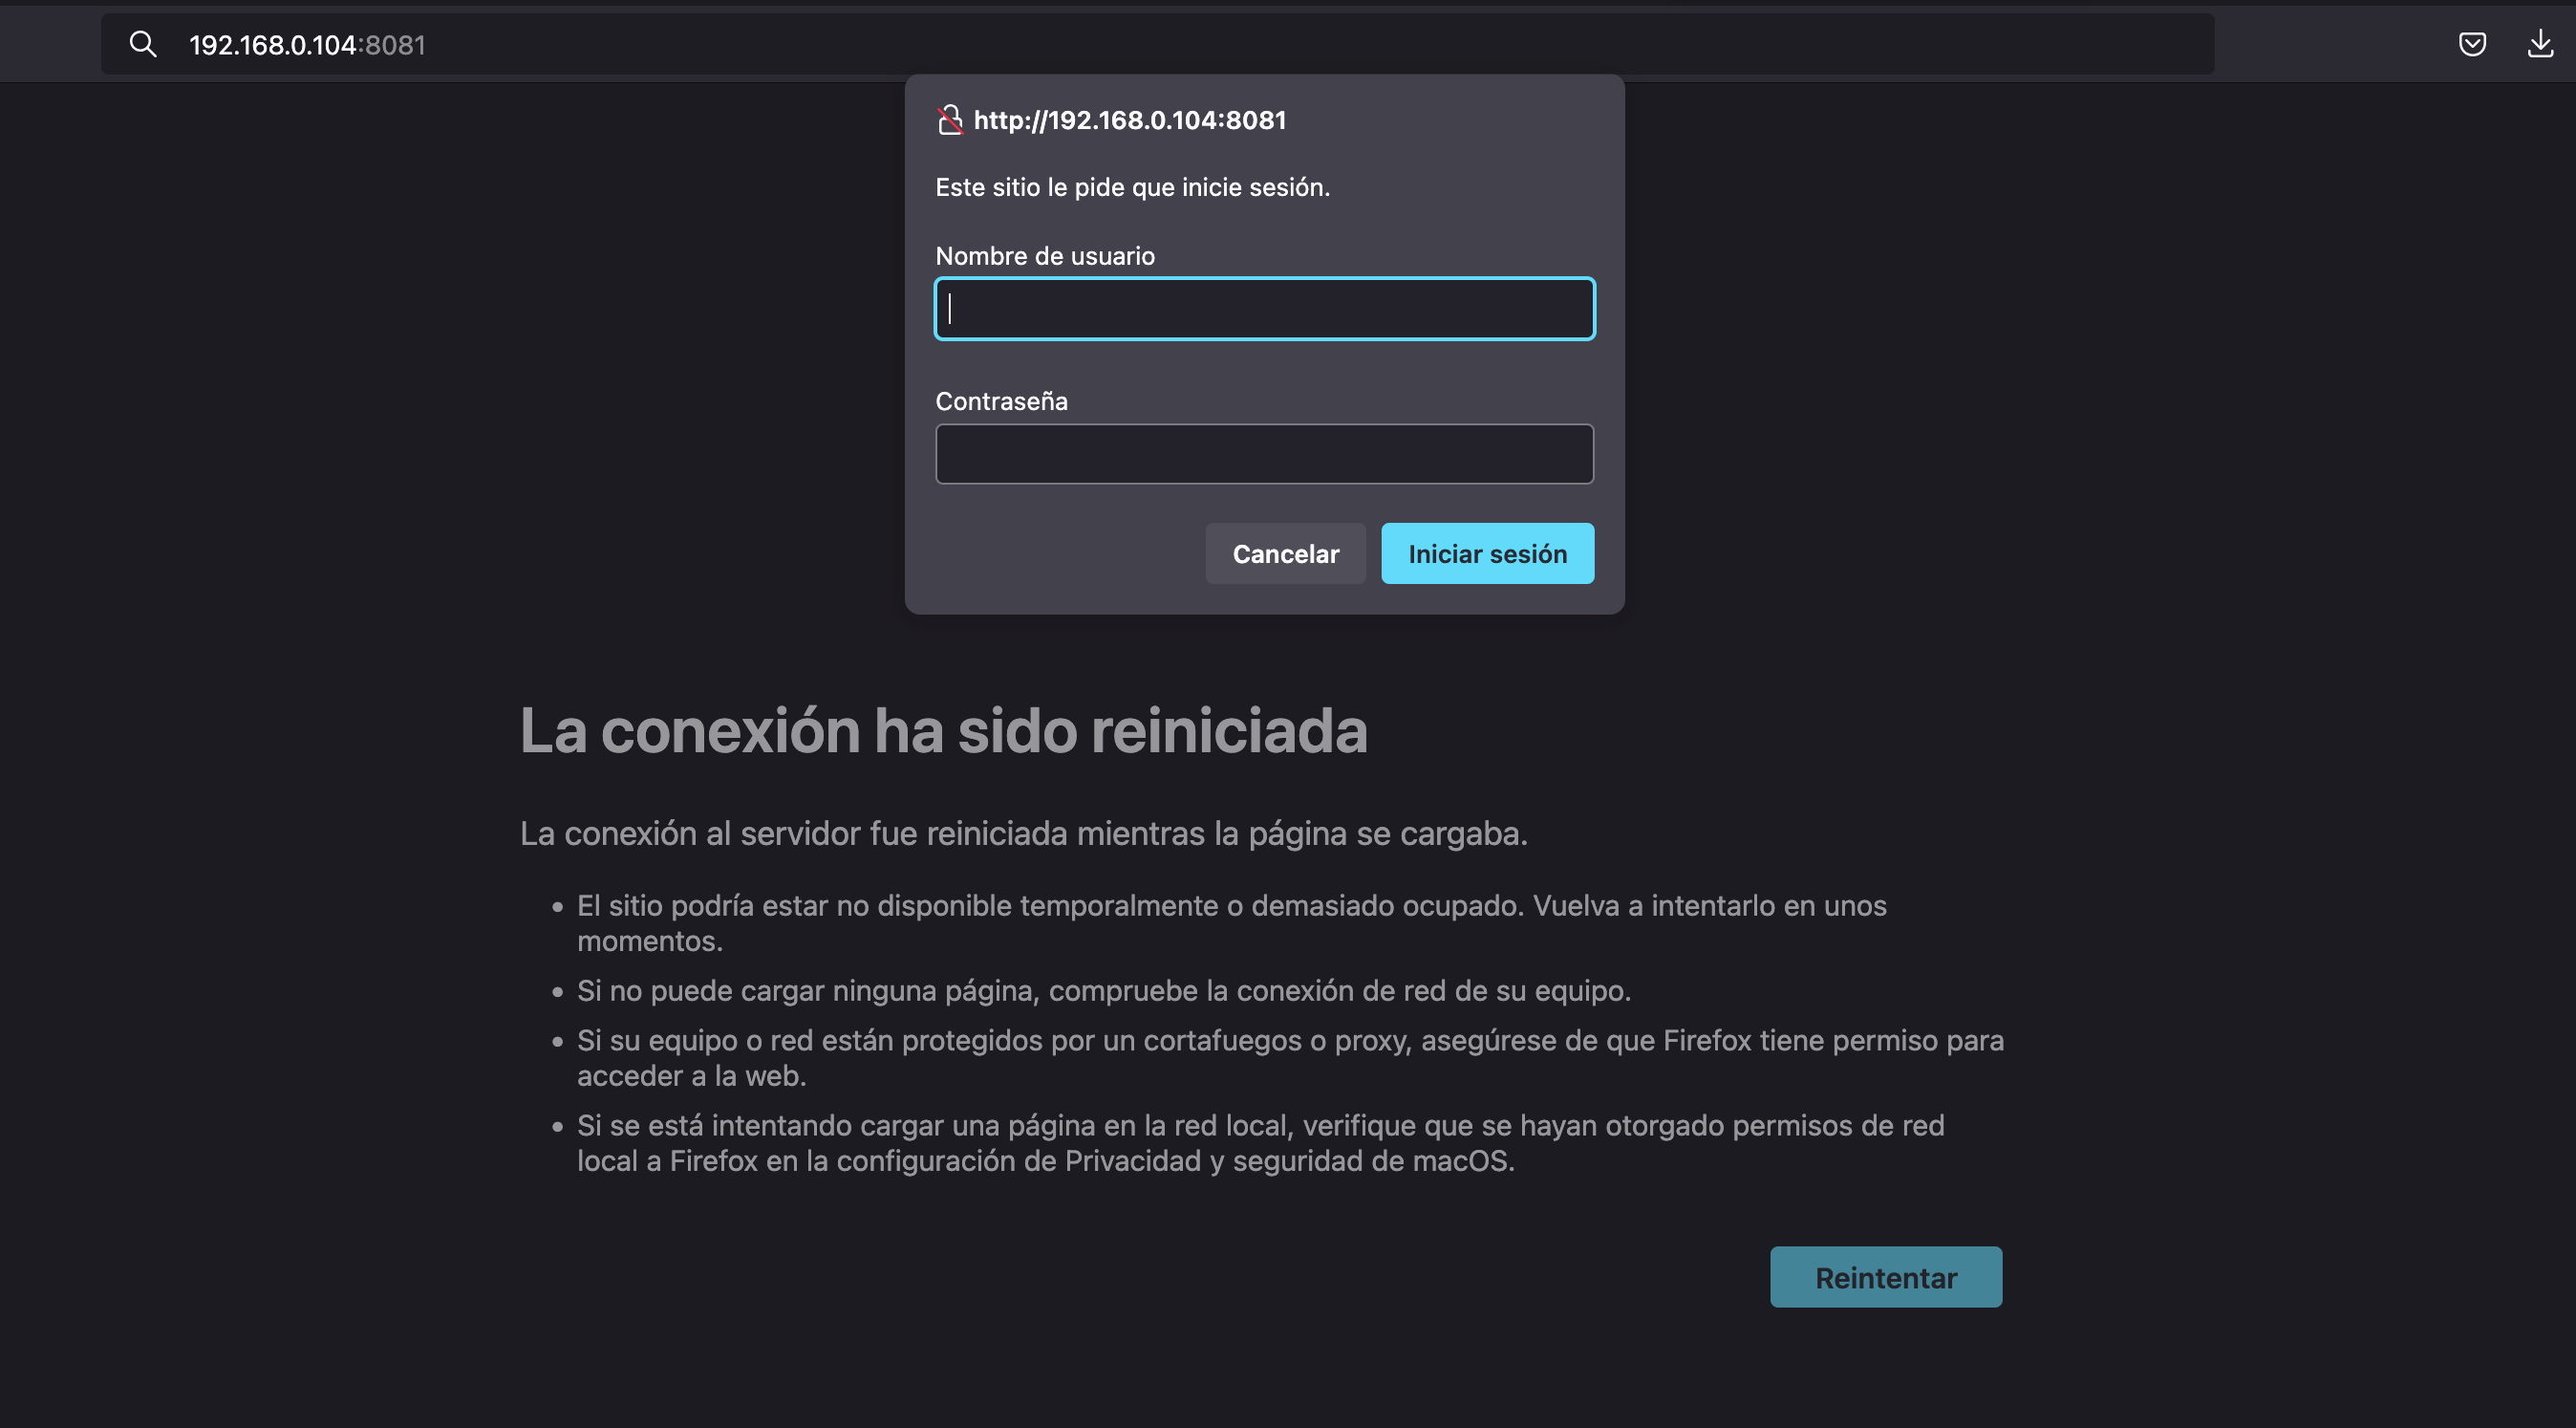 192.168.0.104:8081
http://192.168.0.104:8081
Este sitio le pide que inicie sesión.
Nombre de usuario
Contraseña
Cancelar
Iniciar sesión
La conexión ha sido reiniciada
La conexión al servidor fue reiniciada mientras la página se cargaba.
• El sitio podría estar no disponible temporalmente o demasiado ocupado. Vuelva a intentarlo en unos
momentos.
• Si no puede cargar ninguna página, compruebe la conexión de red de su equipo.
• Si su equipo o red están protegidos por un cortafuegos o proxy, asegúrese de que Firefox tiene permiso para
acceder a la web.
• Si se está intentando cargar una página en la red local, verifique que se hayan otorgado permisos de red
local a Firefox en la configuración de Privacidad y seguridad de macOS.
Reintentar